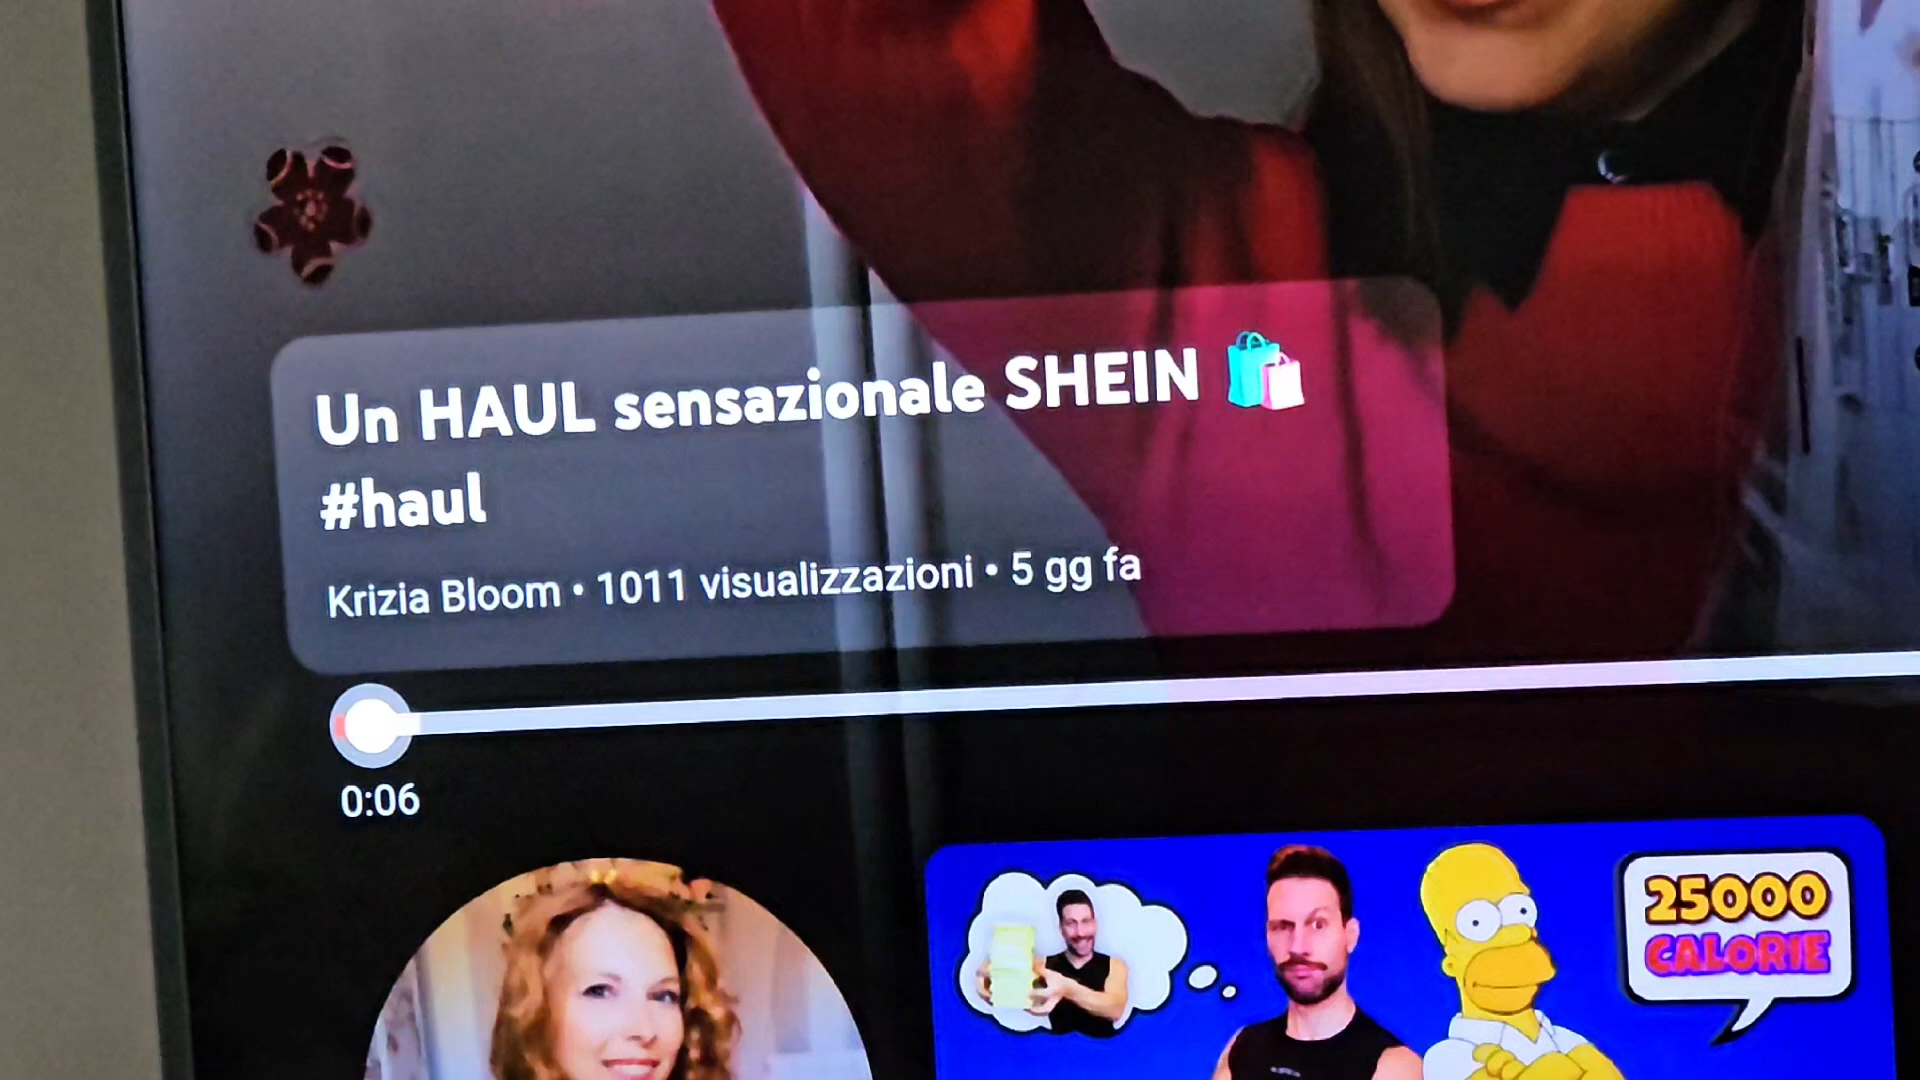 Un HAUL sensazionale SHEIN 🛍️
#haul
Krizia Bloom • 1011 visualizzazioni • 5 gg fa
0:06
25000
CALORIE